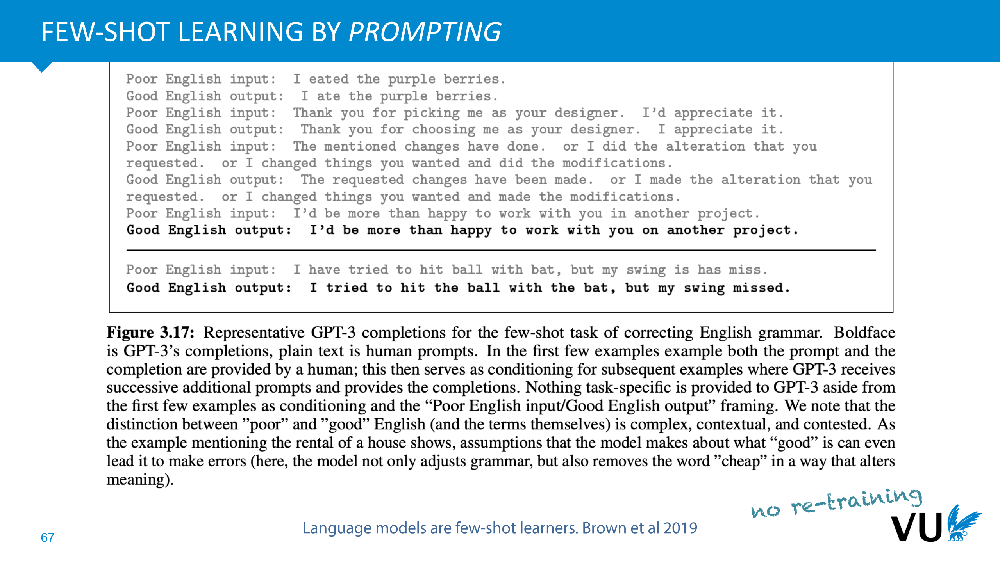 FEW-SHOT LEARNING BY PROMPTING
Poor English input: I eated the purple berries.
Good English output: I ate the purple berries.
Poor English input: Thank you for picking me as your designer. I'd appreciate it.
Good English output: Thank you for choosing me as your designer. I appreciate it.
Poor English input: The mentioned changes have done. or I did the alteration that you
requested. or I changed things you wanted and did the modifications.
Good English output: The requested changes have been made. or I made the alteration that you
requested. or I changed things you wanted and made the modifications.
Poor English input: I'd be more than happy to work with you in another project.
Good English output: I'd be more than happy to work with you on another project.
Poor English input: I have tried to hit ball with bat, but my swing is has miss.
Good English output: I tried to hit the ball with the bat, but my swing missed.
Figure 3.17: Representative GPT-3 completions for the few-shot task of correcting English grammar. Boldface
is GPT-3's completions, plain text is human prompts. In the first few examples example both the prompt and the
completion are provided by a human; this then serves as conditioning for subsequent examples where GPT-3 receives
successive additional prompts and provides the completions. Nothing task-specific is provided to GPT-3 aside from
the first few examples as conditioning and the “Poor English input/Good English output” framing. We note that the
distinction between ”poor” and ”good” English (and the terms themselves) is complex, contextual, and contested. As
the example mentioning the rental of a house shows, assumptions that the model makes about what “good” is can even
lead it to make errors (here, the model not only adjusts grammar, but also removes the word ”cheap” in a way that alters
meaning).
no re-training
Language models are few-shot learners. Brown et al 2019
67
VU